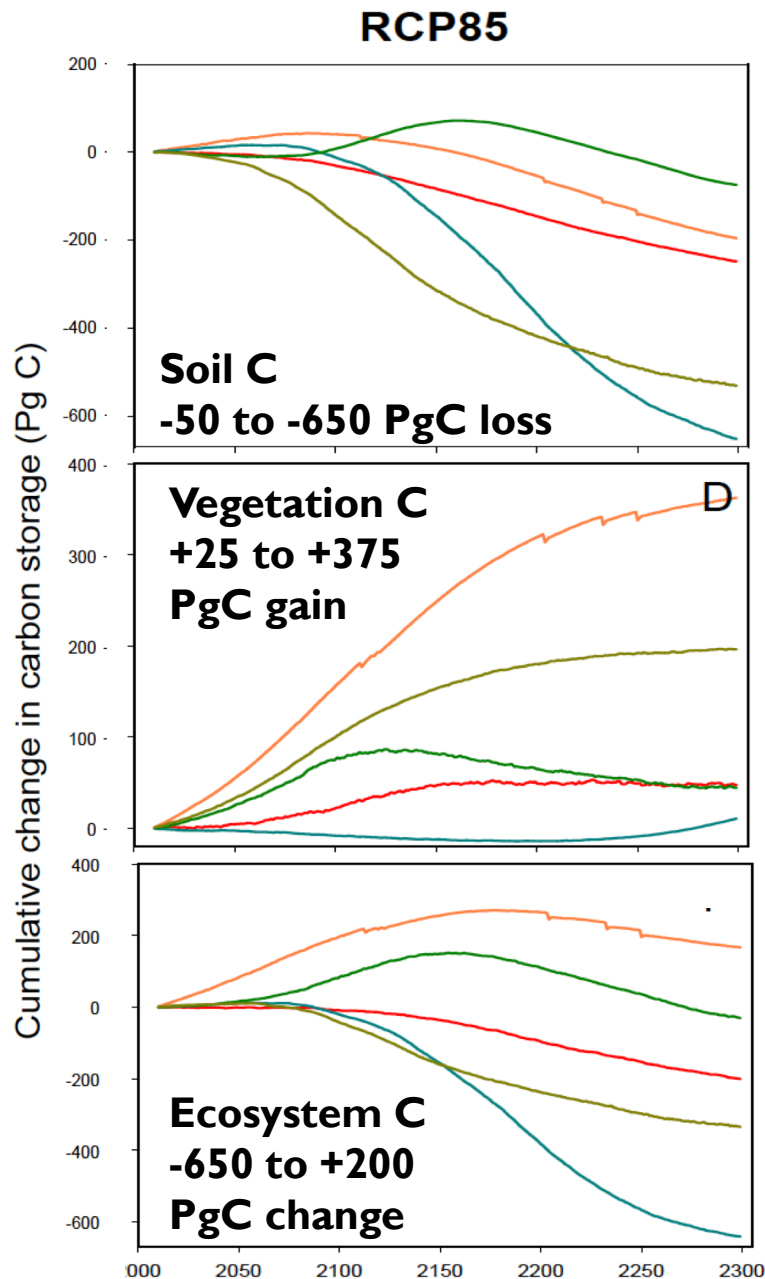 RCP85
Cumulative change in carbon storage (Pg C)
200
0
-200
-400
-600
Soil C
-50 to -650 PgC loss
400
300
200
100
0
Vegetation C
+25 to +375
PgC gain
D
400
200
0
-200
-400
-600
Ecosystem C
-650 to +200
PgC change
2050
2100
2150
2200
2250
2300